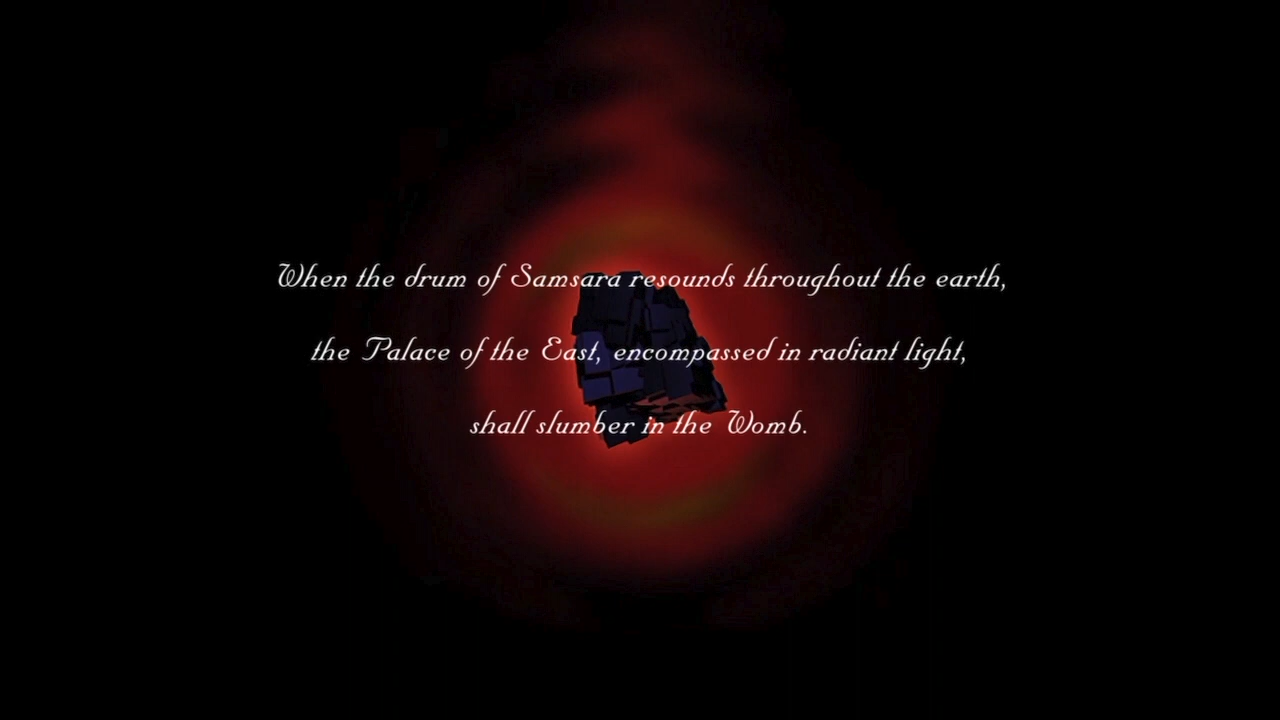 When the drum of Samsara resounds throughout the earth,
the Palace of the East, encompassed in radiant light,
shall slumber in the Womb.